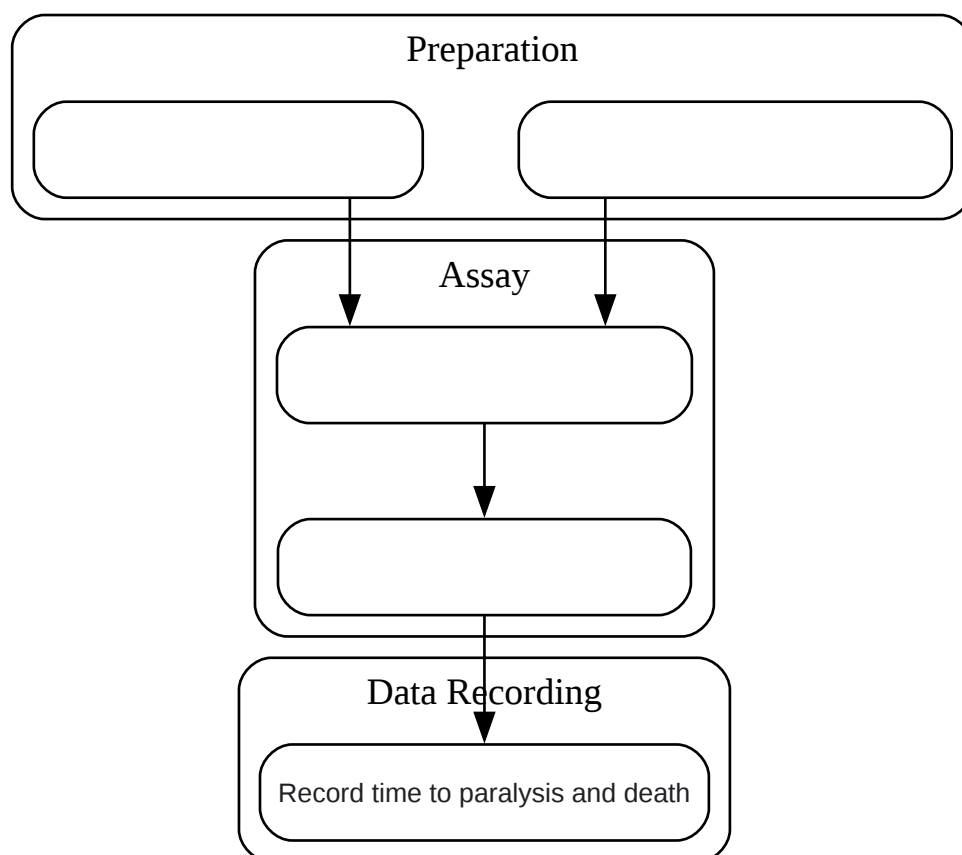 Preparation
Assay
Data Recording
Record time to paralysis and death